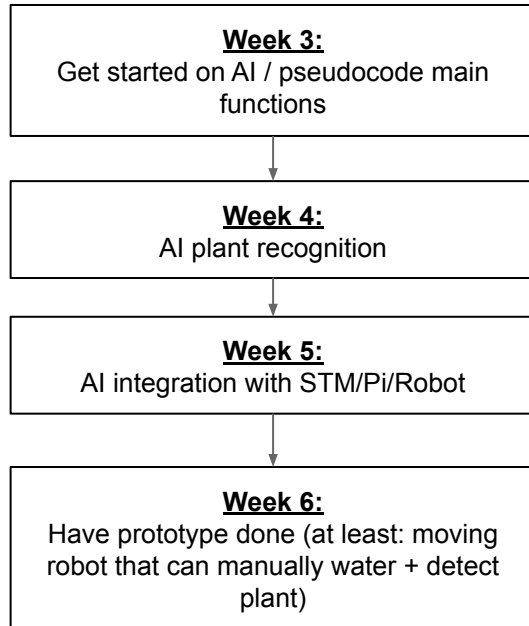 Week 3:
Get started on AI / pseudocode main
functions
Week 4:
AI plant recognition
Week 5:
AI integration with STM/Pi/Robot
Week 6:
Have prototype done (at least: moving
robot that can manually water + detect
plant)